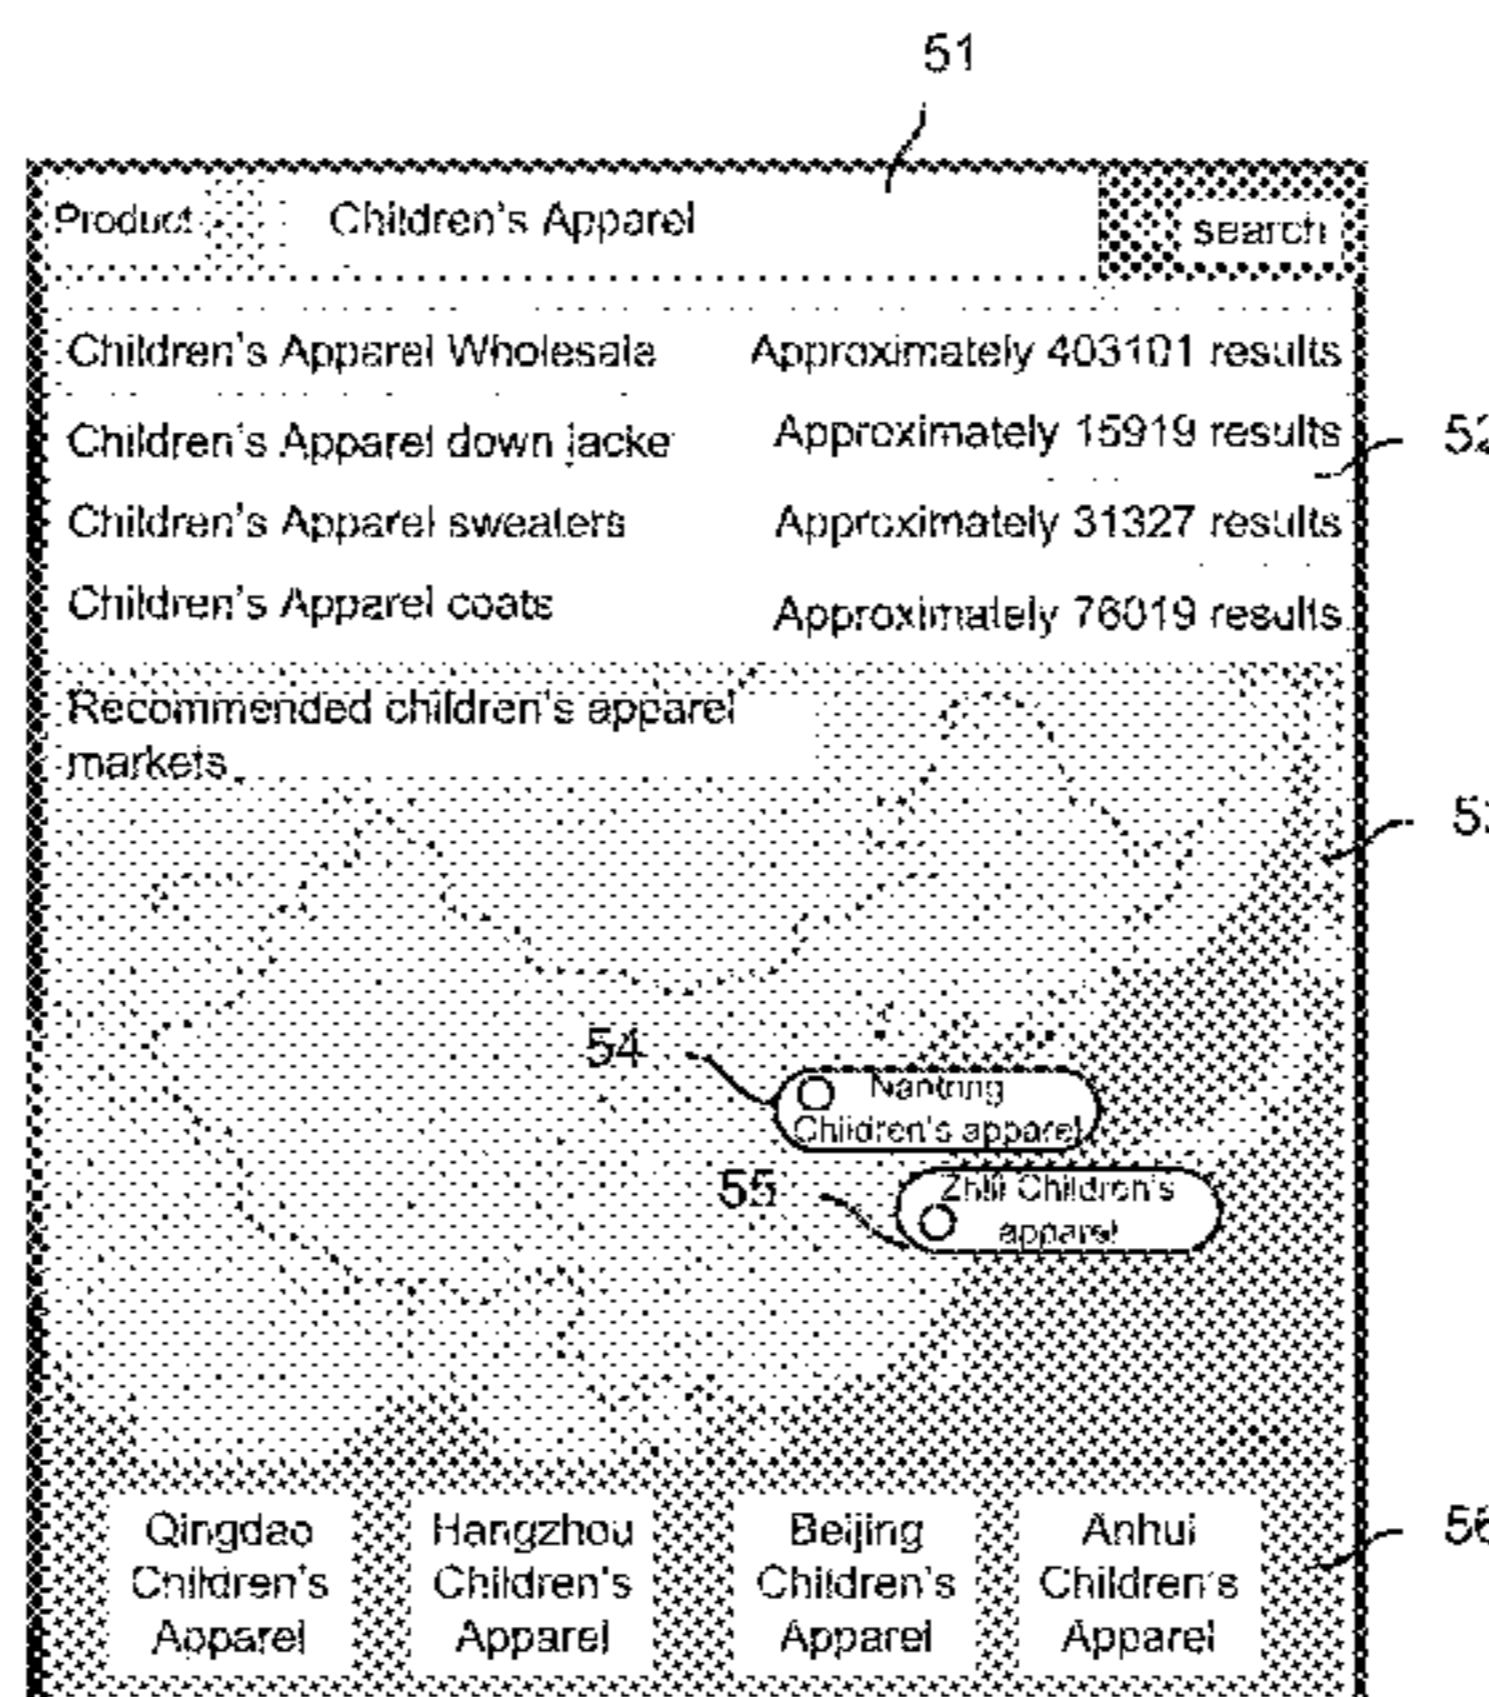 51
Product Children's Apparel search
Children's Apparel Wholesale Approximately 403101 results
Children's Apparel down jacke Approximately 15919 results
52
Children's Apparel sweaters Approximately 31327 results
Children's Apparel coats Approximately 76019 results
Recommended children's apparel
markets
54
Children's apparel
55
Children's
apparel
56
Qingdao Hangzhou Beijing Anhui
Children's Children's Children's Children's
Apparel Apparel Apparel Apparel